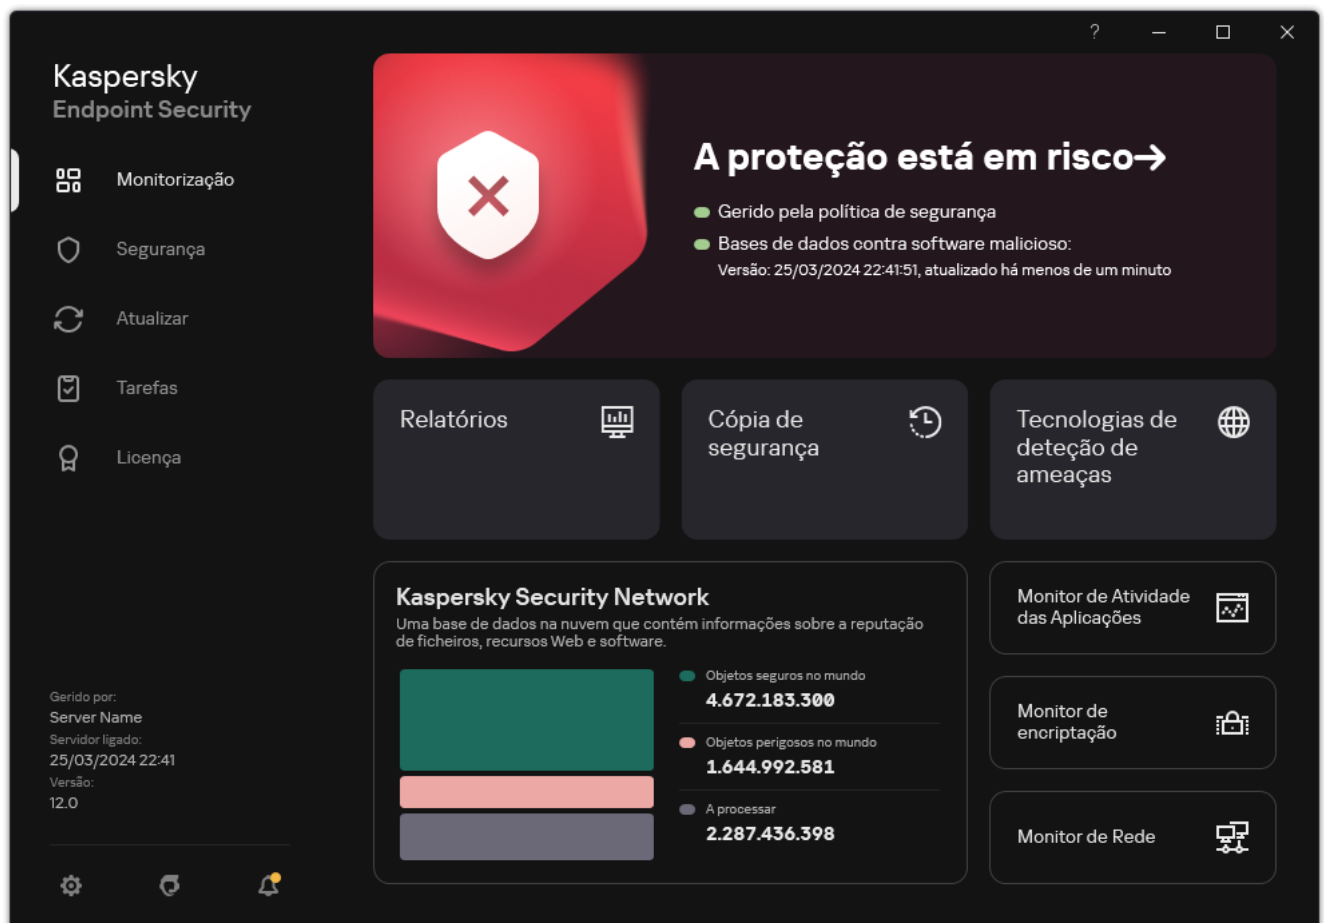 ?
Kaspersky
Endpoint Security
Monitorização
Segurança
Atualizar
Tarefas
Licença
Gerido por:
Server Name
Servidor ligado:
25/03/2024 22:41
Versão:
12.0
A proteção está em risco→
Gerido pela política de segurança
Bases de dados contra software malicioso:
Versão: 25/03/2024 22:41:51, atualizado há menos de um minuto
Relatórios
Cópia de
segurança
Tecnologias de
deteção de
ameaças
Kaspersky Security Network
Uma base de dados na nuvem que contém informações sobre a reputação
de ficheiros, recursos Web e software.
Objetos seguros no mundo
4.672.183.300
Objetos perigosos no mundo
1.644.992.581
A processar
2.287.436.398
Monitor de Atividade
das Aplicações
Monitor de
encriptação
Monitor de Rede